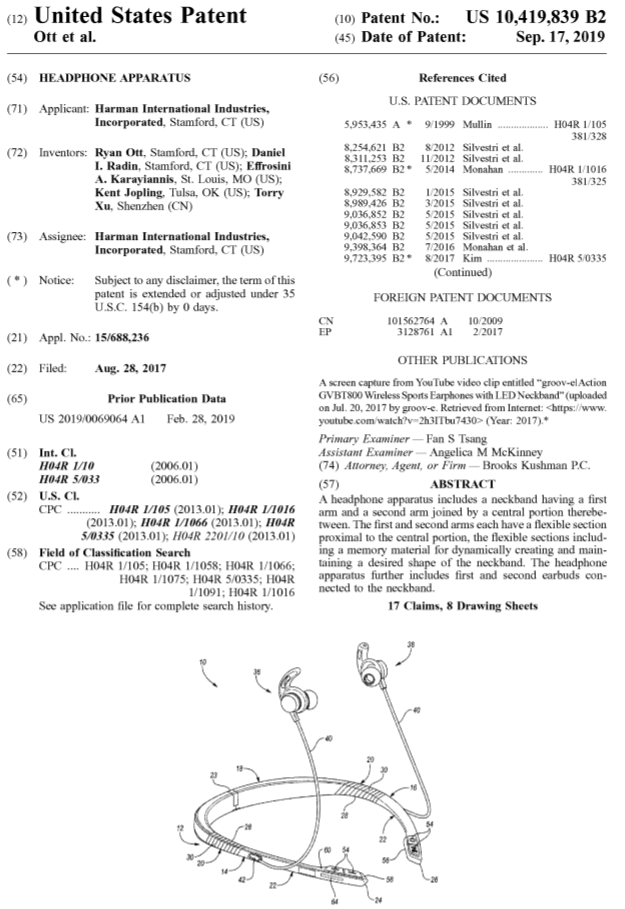 (12) United States Patent
Ott et al.
(10) Patent No.: US 10,419,839 B2
(45) Date of Patent: Sep. 17, 2019
(54) HEADPHONE APPARATUS
(71) Applicant: Harman International Industries,
Incorporated, Stamford, CT (US)
(72) Inventors: Ryan Ott, Stamford, CT (US); Daniel
I. Radin, Stamford, CT (US); Effrosini
A. Karayiannis, St. Louis, MO (US);
Kent Jopling, Tulsa, OK (US); Torry
Xu, Shenzhen (CN)
(73) Assignee: Harman International Industries,
Incorporated, Stamford, CT (US)
( * ) Notice: Subject to any disclaimer, the term of this
patent is extended or adjusted under 35
U.S.C. 154(b) by 0 days.
(21) Appl. No.: 15/688,236
(22) Filed: Aug. 28, 2017
(65) Prior Publication Data
US 2019/0069064 A1 Feb. 28, 2019
(51) Int. Cl.
H04R 1/10 (2006.01)
H04R 5/033 (2006.01)
(52) U.S. Cl.
CPC ........... H04R 1/105 (2013.01); H04R 1/1016
(2013.01); H04R 1/1066 (2013.01); H04R
5/0335 (2013.01); H04R 2201/10 (2013.01)
(58) Field of Classification Search
CPC .... H04R 1/105; H04R 1/1058; H04R 1/1066;
H04R 1/1075; H04R 5/0335; H04R
1/1091; H04R 1/1016
See application file for complete search history.
(56) References Cited
U.S. PATENT DOCUMENTS
5,953,435 A * 9/1999 Mullin .................. H04R 1/105
381/328
8,254,621 B2 8/2012 Silvestri et al.
8,311,253 B2 11/2012 Silvestri et al.
8,737,669 B2 * 5/2014 Monahan ............ H04R 1/1016
381/325
8,929,582 B2 1/2015 Silvestri et al.
8,989,426 B2 3/2015 Silvestri et al.
9,036,852 B2 5/2015 Silvestri et al.
9,036,853 B2 5/2015 Silvestri et al.
9,042,590 B2 5/2015 Silvestri et al.
9,398,364 B2 7/2016 Monahan et al.
9,723,395 B2 * 8/2017 Kim ..................... H04R 5/0335
(Continued)
FOREIGN PATENT DOCUMENTS
CN 101562764 A 10/2009
EP 3128761 A1 2/2017
OTHER PUBLICATIONS
A screen capture from YouTube video clip entitled "groov-e|Action
GVBT800 Wireless Sports Earphones with LED Neckband" (uploaded
on Jul. 20, 2017 by groov-e. Retrieved from Internet: <https://www.
youtube.com/watch?v=2h3ITbu7430> (Year: 2017).*
Primary Examiner — Fan S Tsang
Assistant Examiner — Angelica M McKinney
(74) Attorney, Agent, or Firm — Brooks Kushman P.C.
(57) ABSTRACT
A headphone apparatus includes a neckband having a first
arm and a second arm joined by a central portion therebe-
tween. The first and second arms each have a flexible section
proximal to the central portion, the flexible sections includ-
ing a memory material for dynamically creating and main-
taining a desired shape of the neckband. The headphone
apparatus further includes first and second earbuds con-
nected to the neckband.
17 Claims, 8 Drawing Sheets
10
36
38
40
40
18
23
20
30
16
28
22
12
26
30
20
14
42
22
60
54
56
64
24
54
56
26